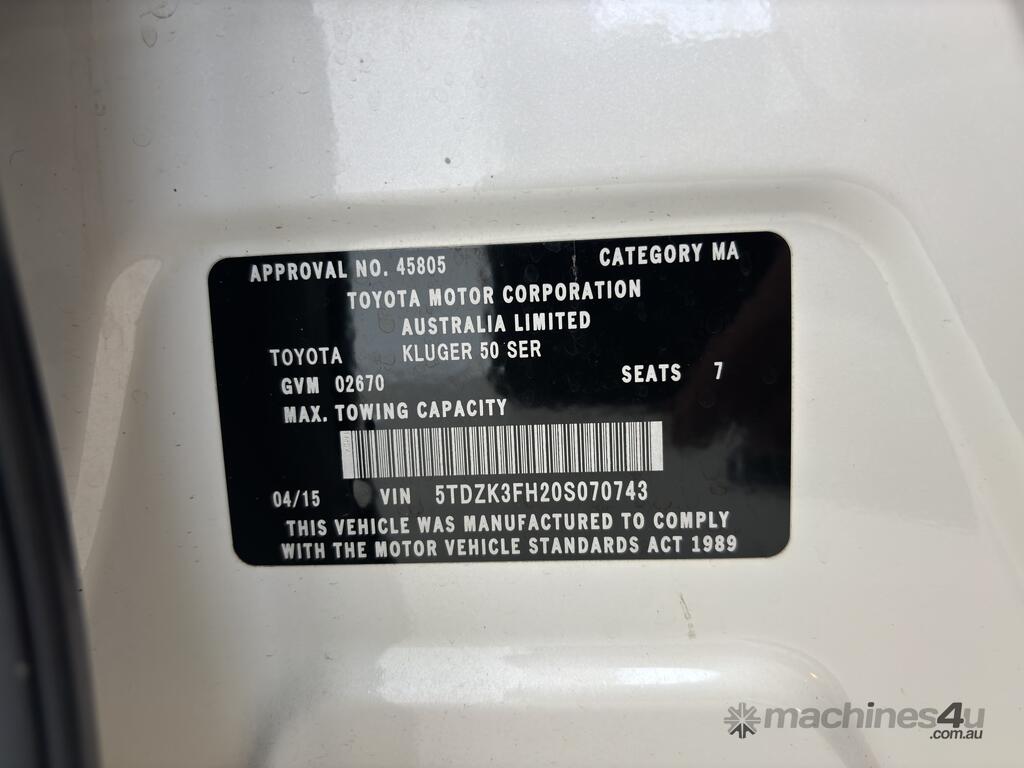 APPROVAL NO. 45805 CATEGORY MA
TOYOTA MOTOR CORPORATION
AUSTRALIA LIMITED
TOYOTA KLUGER 50 SER
GVM 02670 SEATS 7
MAX. TOWING CAPACITY
04/15 VIN 5TDZK3FH20S070743
THIS VEHICLE WAS MANUFACTURED TO COMPLY
WITH THE MOTOR VEHICLE STANDARDS ACT 1989
machines4u
.com.au